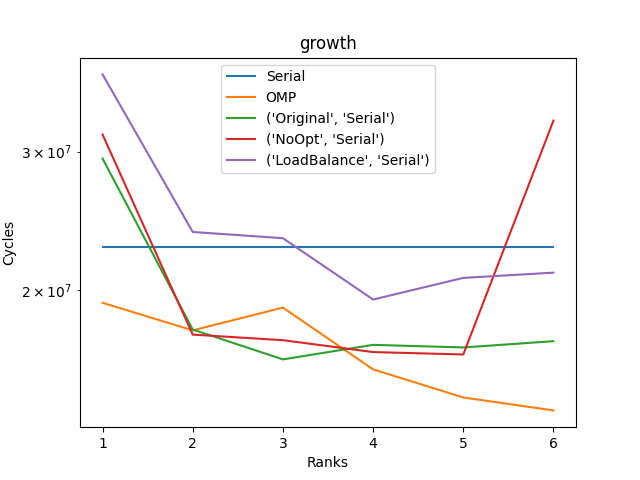 growth
Serial
OMP
('Original', 'Serial')
('NoOpt', 'Serial')
('LoadBalance', 'Serial')
3 × 10⁷
2 × 10⁷
Cycles
1 2 3 4 5 6
Ranks